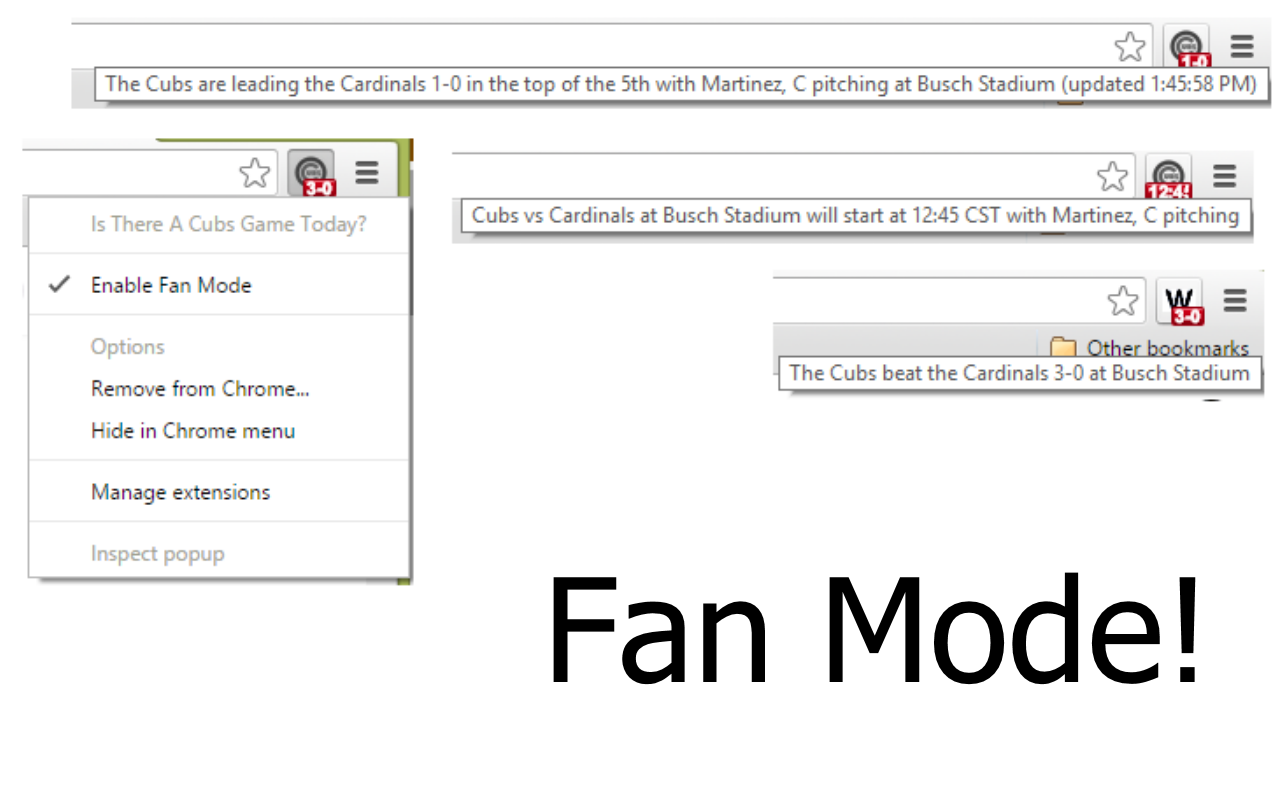 1-0
The Cubs are leading the Cardinals 1-0 in the top of the 5th with Martinez, C pitching at Busch Stadium (updated 1:45:58 PM)
3-0
Is There A Cubs Game Today?
Enable Fan Mode
Options
Remove from Chrome...
Hide in Chrome menu
Manage extensions
Inspect popup
Cubs vs Cardinals at Busch Stadium will start at 12:45 CST with Martinez, C pitching
W
3-0
Other bookmarks
The Cubs beat the Cardinals 3-0 at Busch Stadium
Fan Mode!